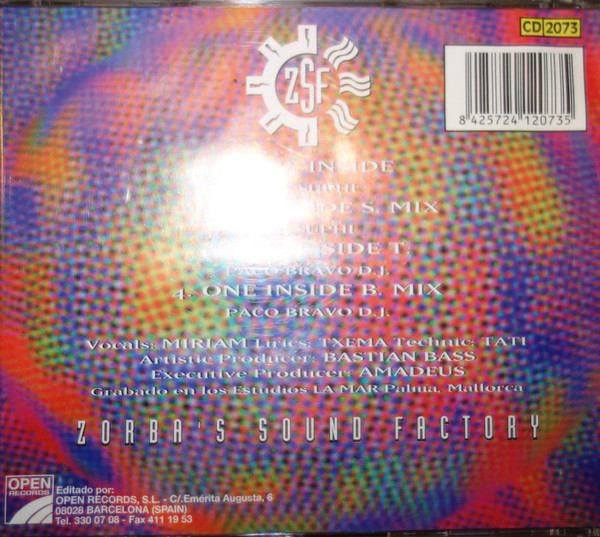 CD 2073
ZSF
8 425724 120735
INSIDE
SUPHI
DE S. MIX
SUPHI
SIDE T.
PACO BRAVO D.J.
4. ONE INSIDE B. MIX
PACO BRAVO D.J.
Vocals: MIRIAM Lirics: TXEMA Technic: TATI
Artistic Producer: BASTIAN BASS
Executive Producer: AMADEUS
Grabado en los Estudios LA MAR Palma, Mallorca
ZORBA'S SOUND FACTORY
OPEN
RECORDS
Editado por:
OPEN RECORDS, S.L. - C/.Emérita Augusta, 6
08028 BARCELONA (SPAIN)
Tel. 330 07 08 - Fax 411 19 53